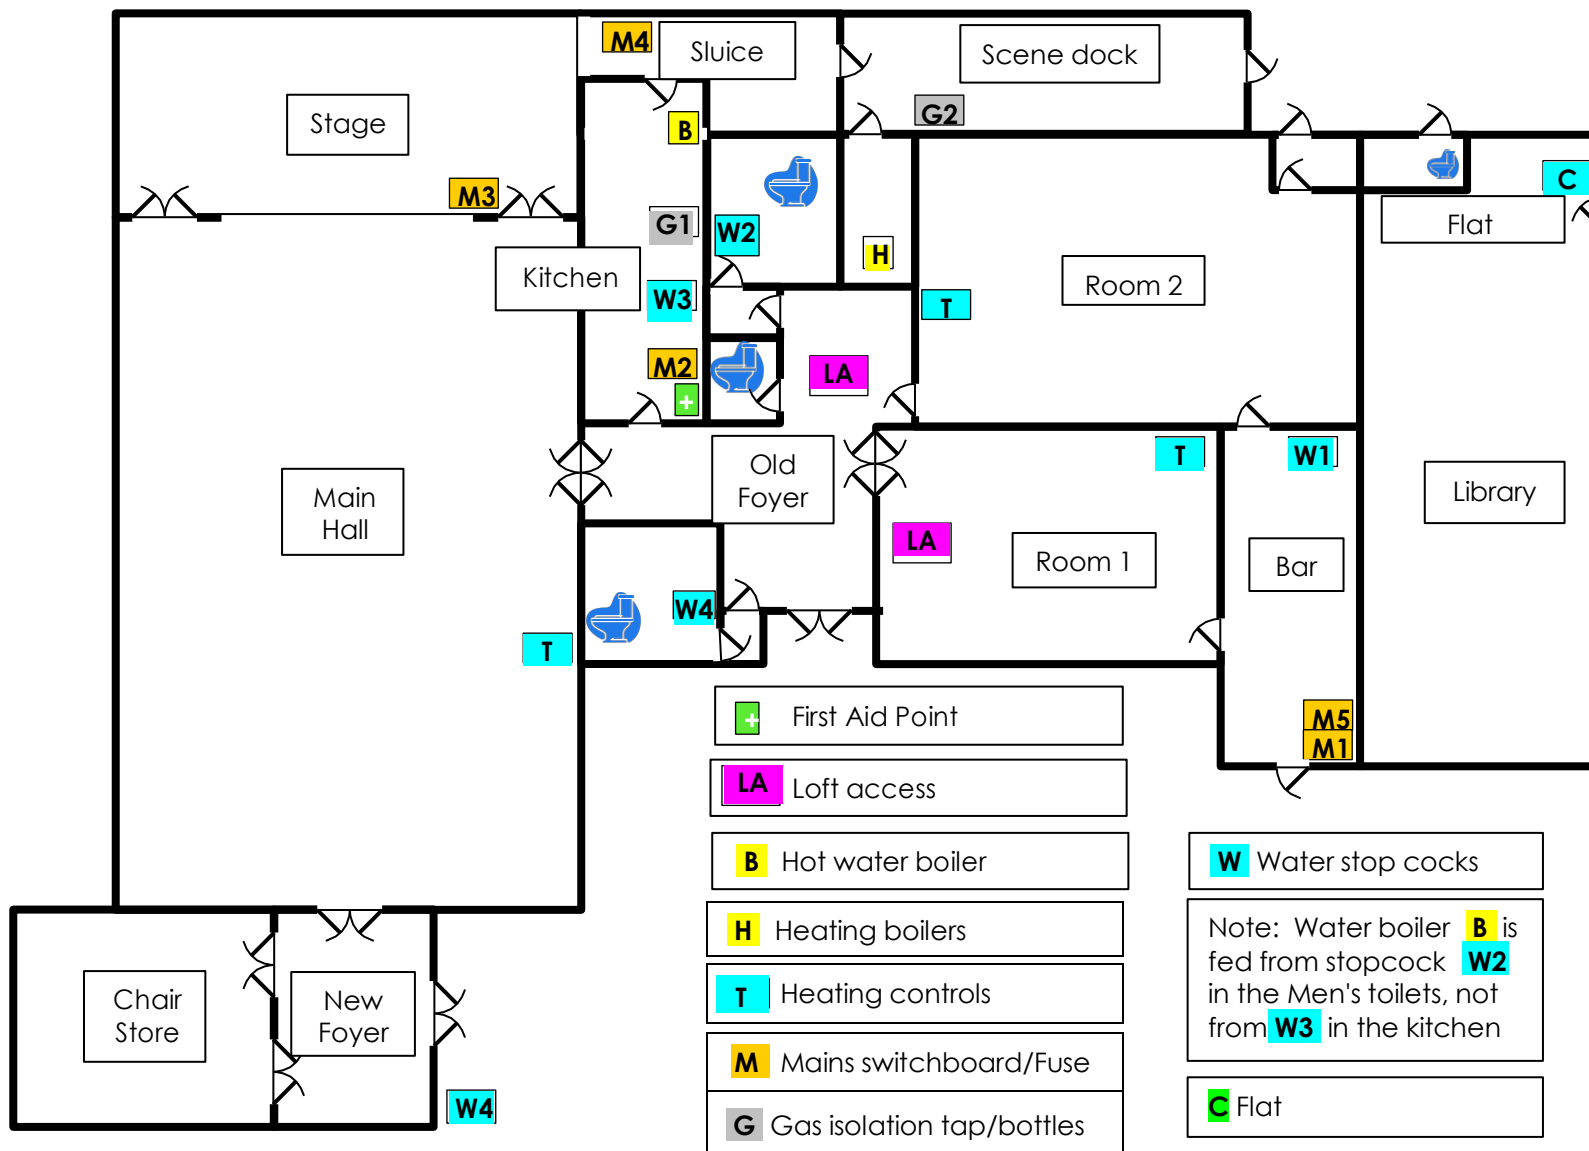 M4
Sluice
Scene dock
G2
Stage
B
M3
G1
W2
C
Flat
Kitchen
H
Room 2
W3
T
M2
LA
+
Old
Foyer
T
W1
Main
Hall
Library
LA
Room 1
Bar
W4
T
+ First Aid Point
M5
M1
LA Loft access
B Hot water boiler
W Water stop cocks
H Heating boilers
Note: Water boiler B is
fed from stopcock W2
in the Men's toilets, not
from W3 in the kitchen
T Heating controls
Chair
Store
New
Foyer
M Mains switchboard/Fuse
W4
C Flat
G Gas isolation tap/bottles